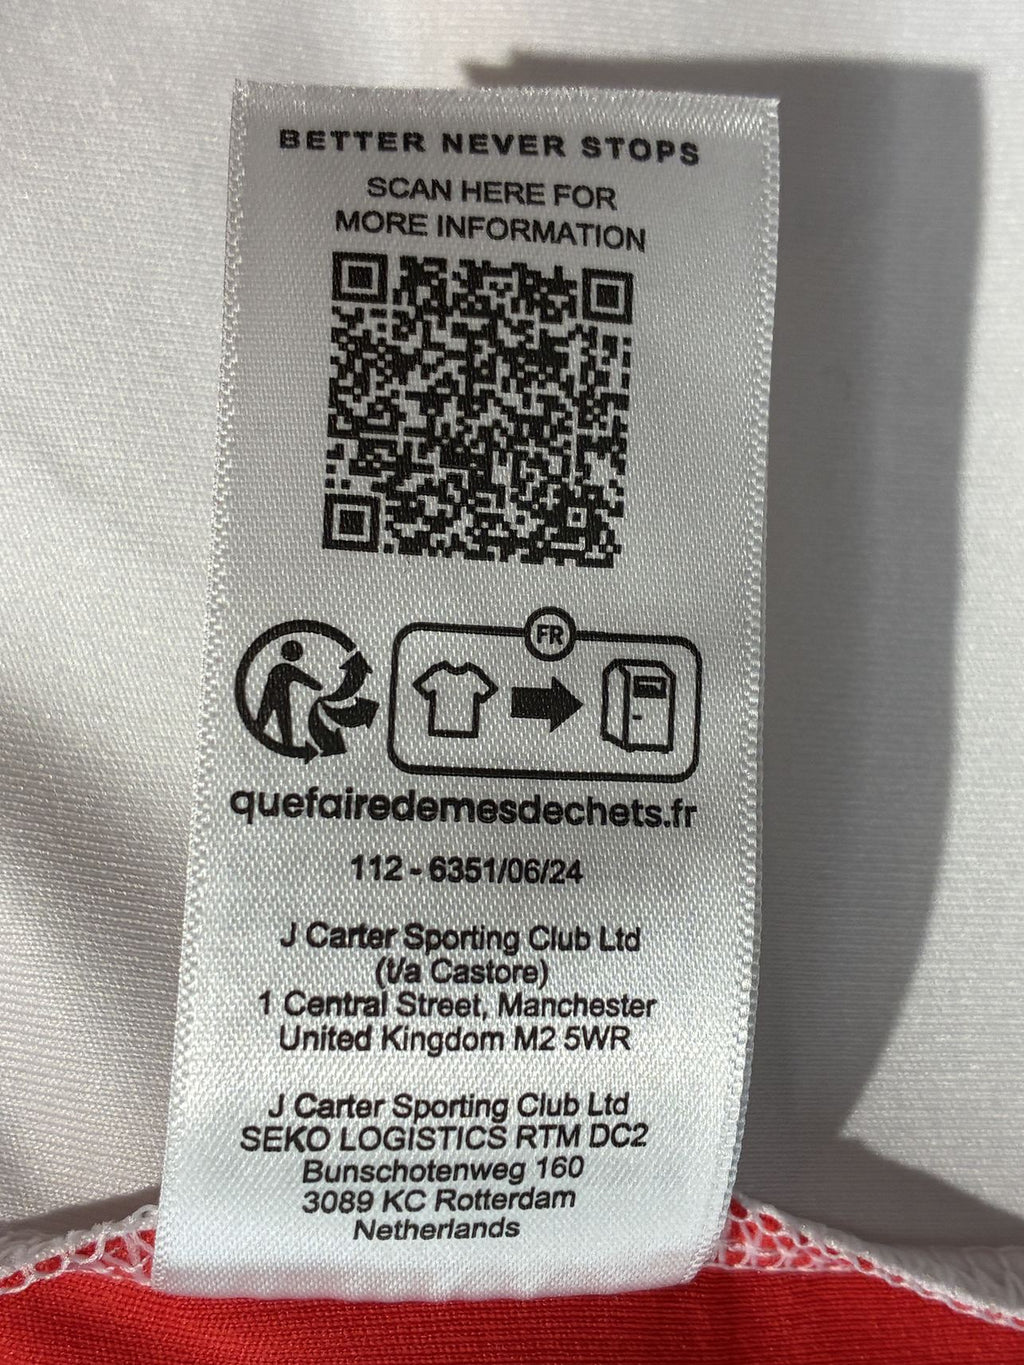 BETTER NEVER STOPS
SCAN HERE FOR
MORE INFORMATION
FR
quefairedemesdechets.fr
112 - 6351/06/24
J Carter Sporting Club Ltd
(t/a Castore)
1 Central Street, Manchester
United Kingdom M2 5WR
J Carter Sporting Club Ltd
SEKO LOGISTICS RTM DC2
Bunschotenweg 160
3089 KC Rotterdam
Netherlands